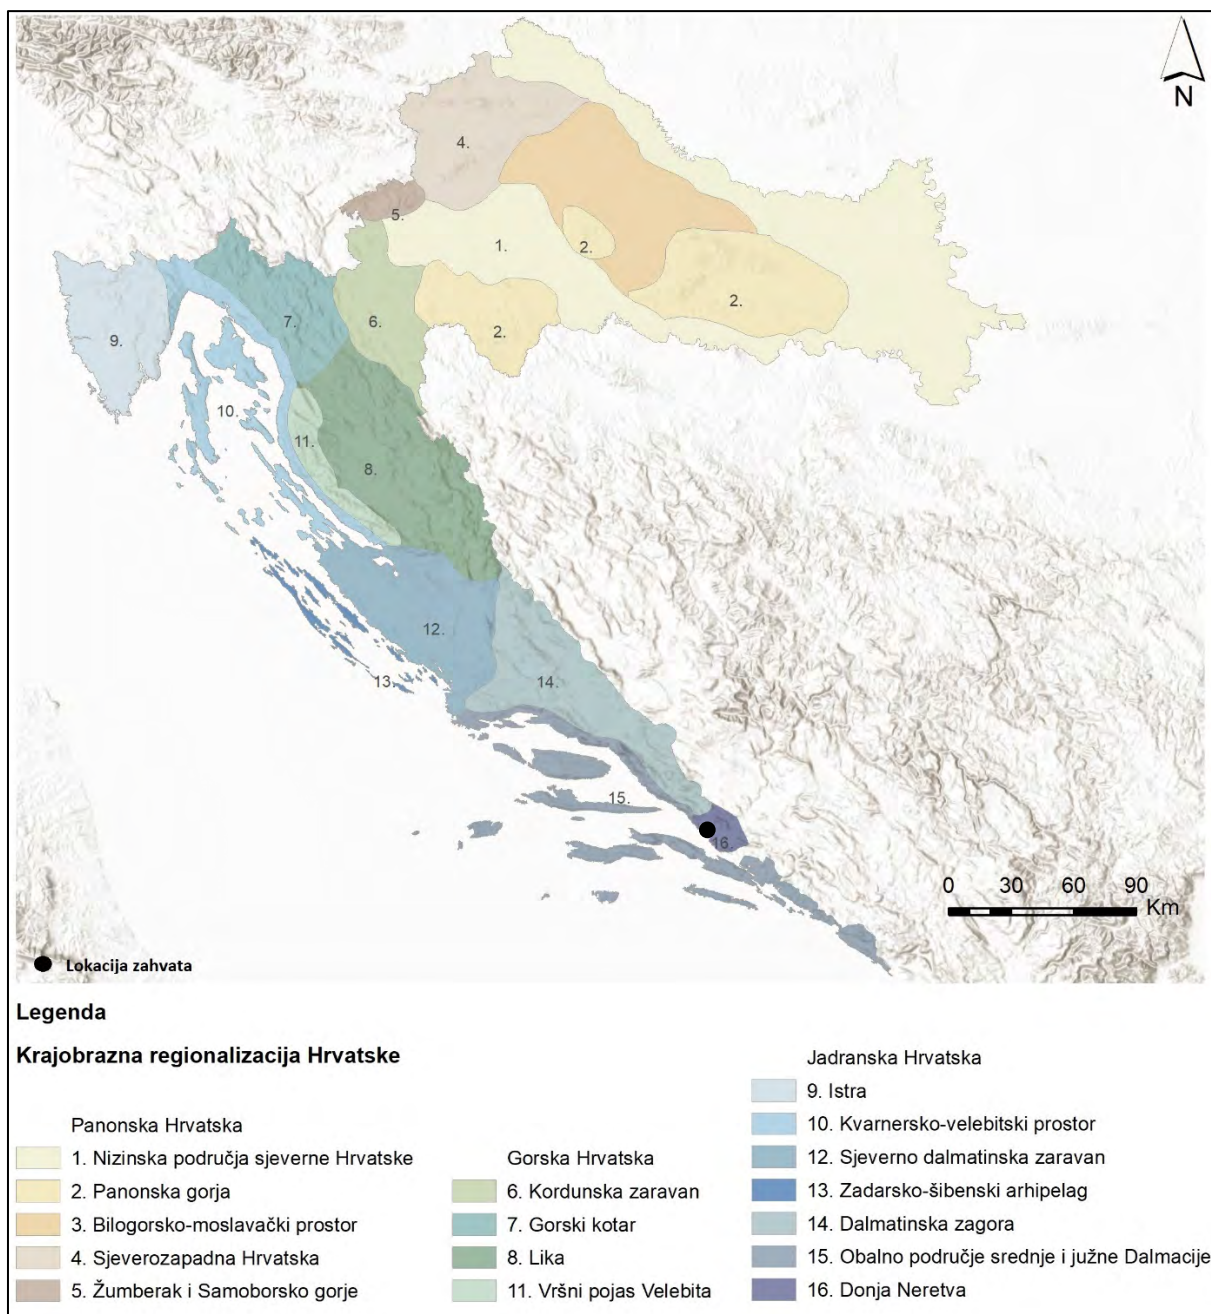 N
4.
5.
1.
2.
2.
7.
6.
2.
9.
10.
11.
8.
12.
13.
14.
15.
16.
0 30 60 90
Km
Lokacija zahvata
Legenda
Krajobrazna regionalizacija Hrvatske
Panonska Hrvatska
1. Nizinska područja sjeverne Hrvatske
2. Panonska gorja
3. Bilogorsko-moslavački prostor
4. Sjeverozapadna Hrvatska
5. Žumberak i Samoborsko gorje
Gorska Hrvatska
6. Kordunska zaravan
7. Gorski kotar
8. Lika
11. Vršni pojas Velebita
Jadranska Hrvatska
9. Istra
10. Kvarnersko-velebitski prostor
12. Sjeverno dalmatinska zaravan
13. Zadarsko-šibenski arhipelag
14. Dalmatinska zagora
15. Obalno područje srednje i južne Dalmacije
16. Donja Neretva